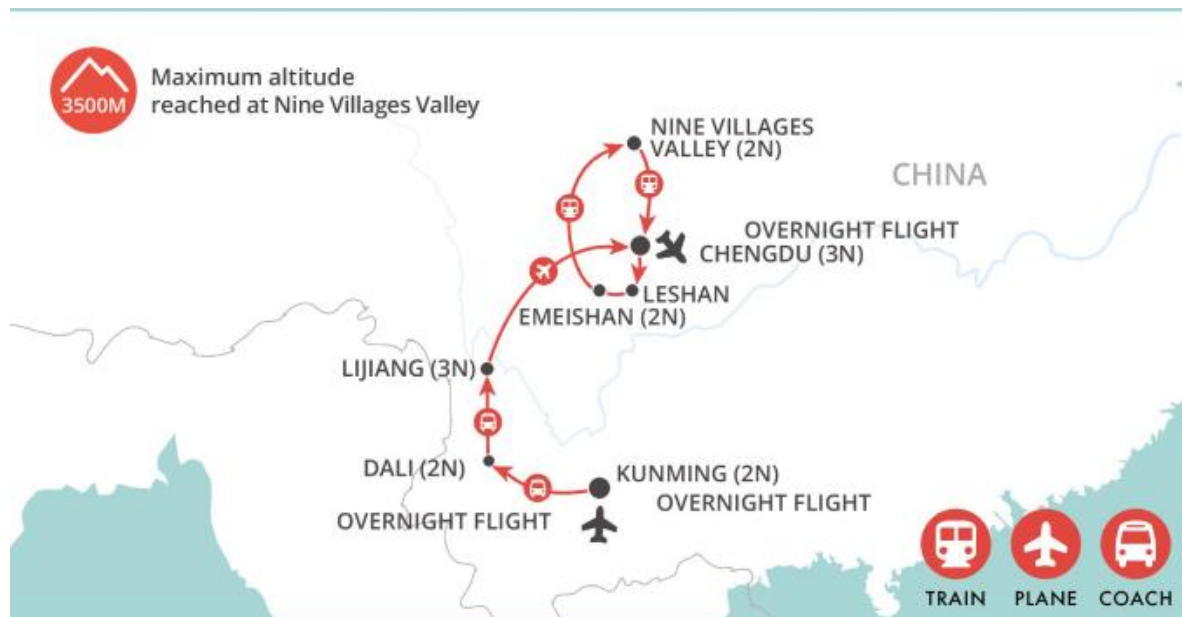 3500M
Maximum altitude
reached at Nine Villages Valley
NINE VILLAGES
VALLEY (2N)
CHINA
OVERNIGHT FLIGHT
CHENGDU (3N)
LESHAN
EMEISHAN (2N)
LIJIANG (3N)
DALI (2N)
KUNMING (2N)
OVERNIGHT FLIGHT
OVERNIGHT FLIGHT
TRAIN
PLANE
COACH